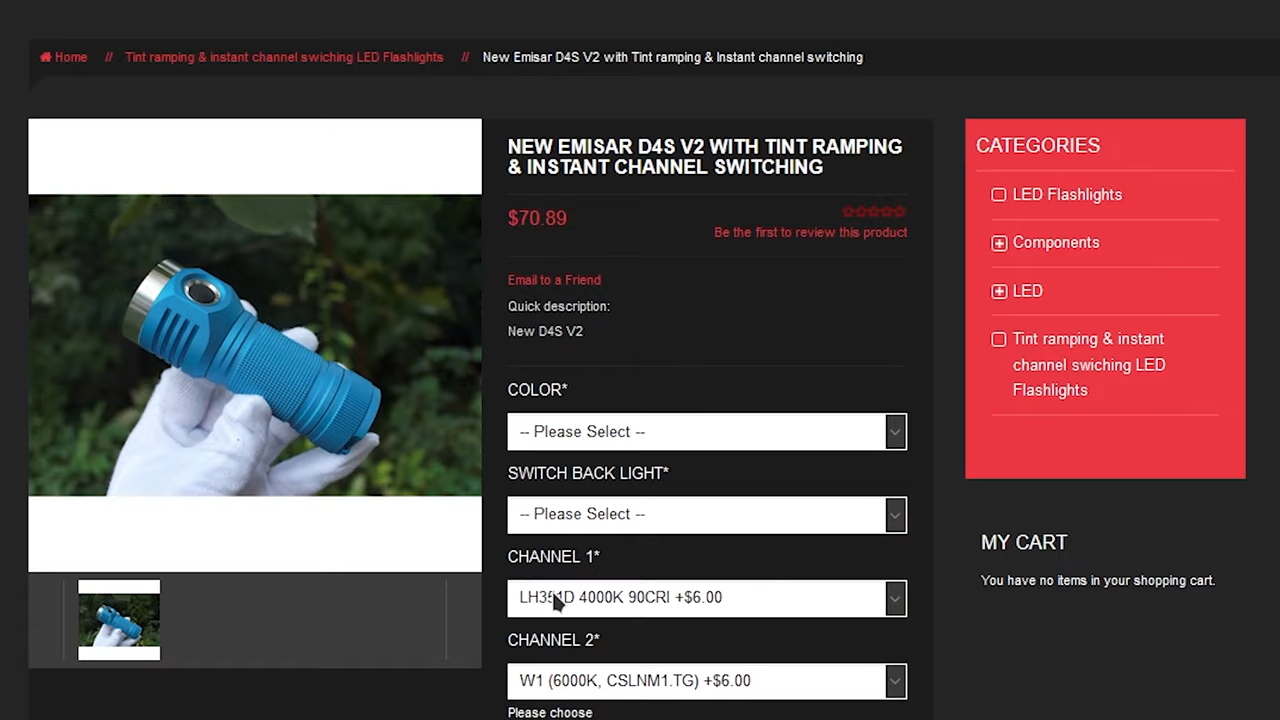 Home // Tint ramping & instant channel swiching LED Flashlights // New Emisar D4S V2 with Tint ramping & Instant channel switching
NEW EMISAR D4S V2 WITH TINT RAMPING
& INSTANT CHANNEL SWITCHING
$70.89
Be the first to review this product
Email to a Friend
Quick description:
New D4S V2
COLOR*
-- Please Select --
SWITCH BACK LIGHT*
-- Please Select --
CHANNEL 1*
LH351D 4000K 90CRI +$6.00
CHANNEL 2*
W1 (6000K, CSLNM1.TG) +$6.00
Please choose
CATEGORIES
LED Flashlights
Components
LED
Tint ramping & instant
channel swiching LED
Flashlights
MY CART
You have no items in your shopping cart.